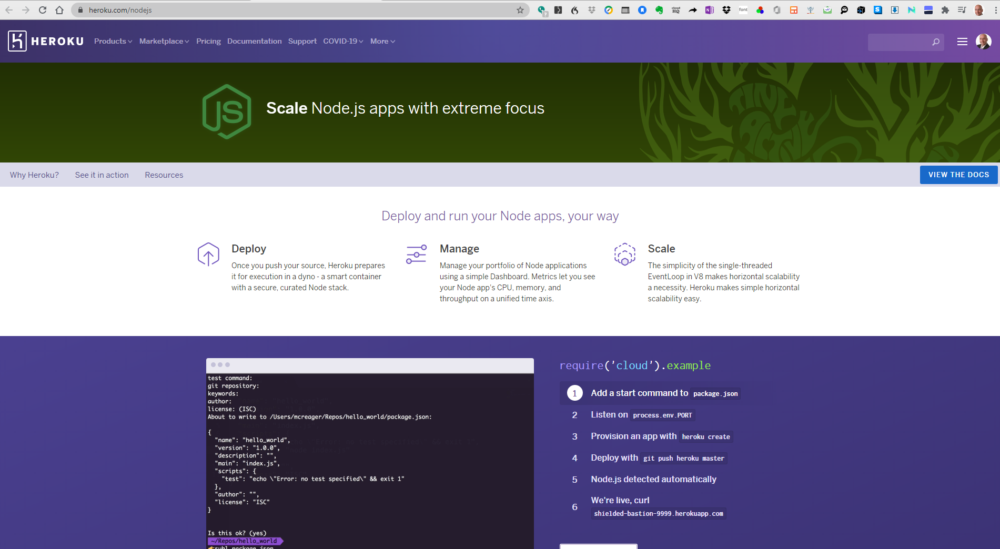 heroku.com/nodejs
HEROKU
Products
Marketplace
Pricing
Documentation
Support
COVID-19
More
JS
Scale Node.js apps with extreme focus
Why Heroku?
See it in action
Resources
VIEW THE DOCS
Deploy and run your Node apps, your way
Deploy
Once you push your source, Heroku prepares
it for execution in a dyno - a smart container
with a secure, curated Node stack.
Manage
Manage your portfolio of Node applications
using a simple Dashboard. Metrics let you see
your Node app's CPU, memory, and
throughput on a unified time axis.
Scale
The simplicity of the single-threaded
EventLoop in V8 makes horizontal scalability
a necessity. Heroku makes simple horizontal
scalability easy.
test command:
git repository:
keywords:
author:
license: (ISC)
About to write to /Users/mcreager/Repos/hello_world/package.json:
{
"name": "hello_world",
"version": "1.0.0",
"description": "",
"main": "index.js",
"scripts": {
"test": "echo \"Error: no test specified\" && exit 1"
},
"author": "",
"license": "ISC"
}
Is this ok? (yes)
~/Repos/hello_world
subl package.json
require('cloud').example
1 Add a start command to package.json
2 Listen on process.env.PORT
3 Provision an app with heroku create
4 Deploy with git push heroku master
5 Node.js detected automatically
6 We're live, curl
shielded-bastion-9999.herokuapp.com